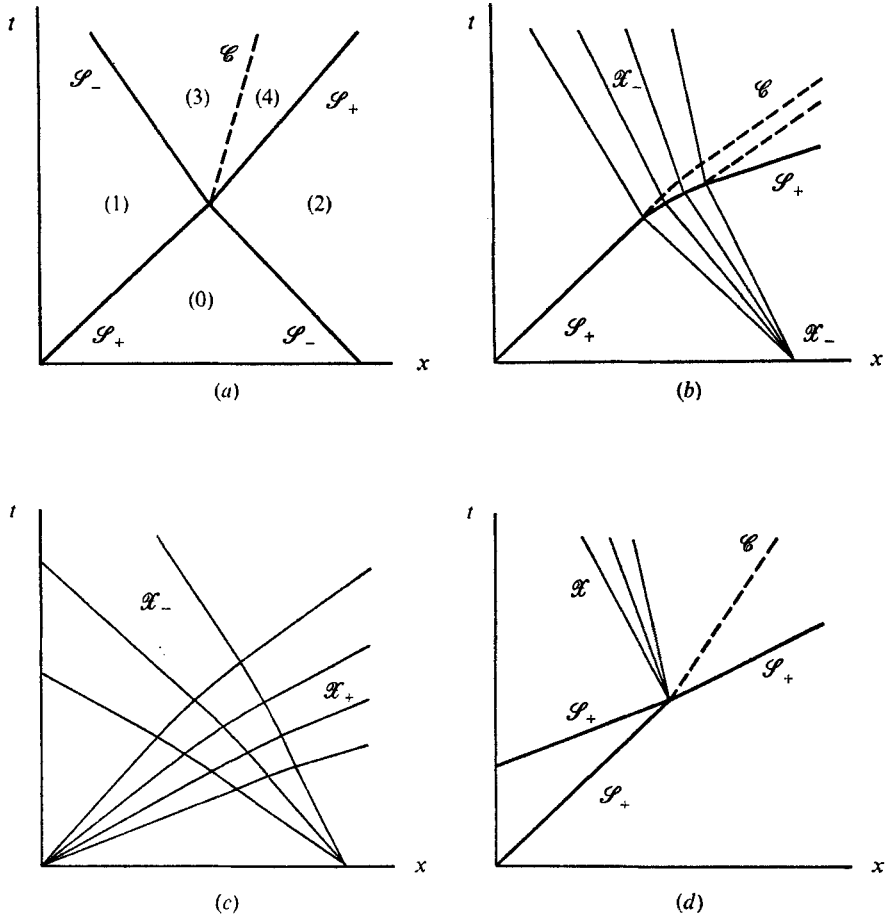 t
𝒮₋
(3)
𝒞
(4)
𝒮₊
(1)
(2)
(0)
𝒮₊
𝒮₋
x
(a)
t
𝒳₋
𝒞
𝒮₊
𝒮₊
𝒳₋
x
(b)
t
𝒳₋
𝒳₊
x
(c)
t
𝒳
𝒞
𝒮₊
𝒮₊
𝒮₊
x
(d)